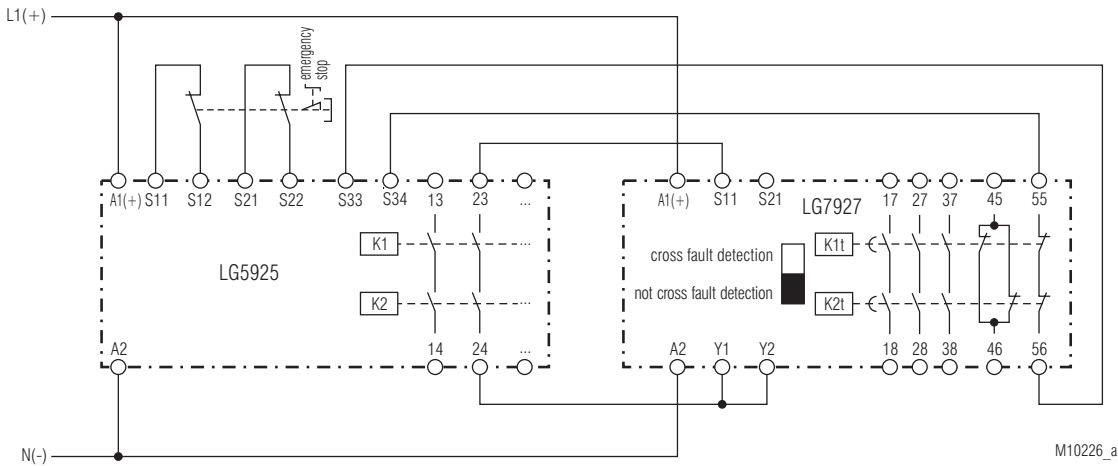 L1(+)
emergency
stop
A1(+) S11 S12 S21 S22 S33 S34 13 23 ...
A1(+) S11 S21 17 27 37 45 55
LG7927
K1 ...
cross fault detection K1t
LG5925
not cross fault detection K2t
K2 ...
A2 14 24 ...
A2 Y1 Y2 18 28 38 46 56
N(-)
M10226_a